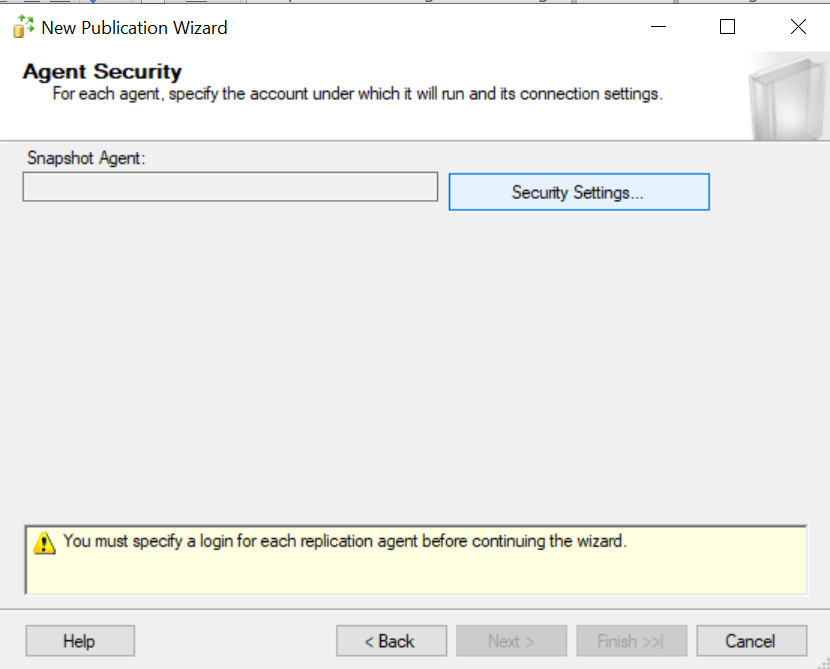 New Publication Wizard
Agent Security
For each agent, specify the account under which it will run and its connection settings.
Snapshot Agent:
Security Settings...
You must specify a login for each replication agent before continuing the wizard.
Help
< Back
Next >
Finish >>|
Cancel